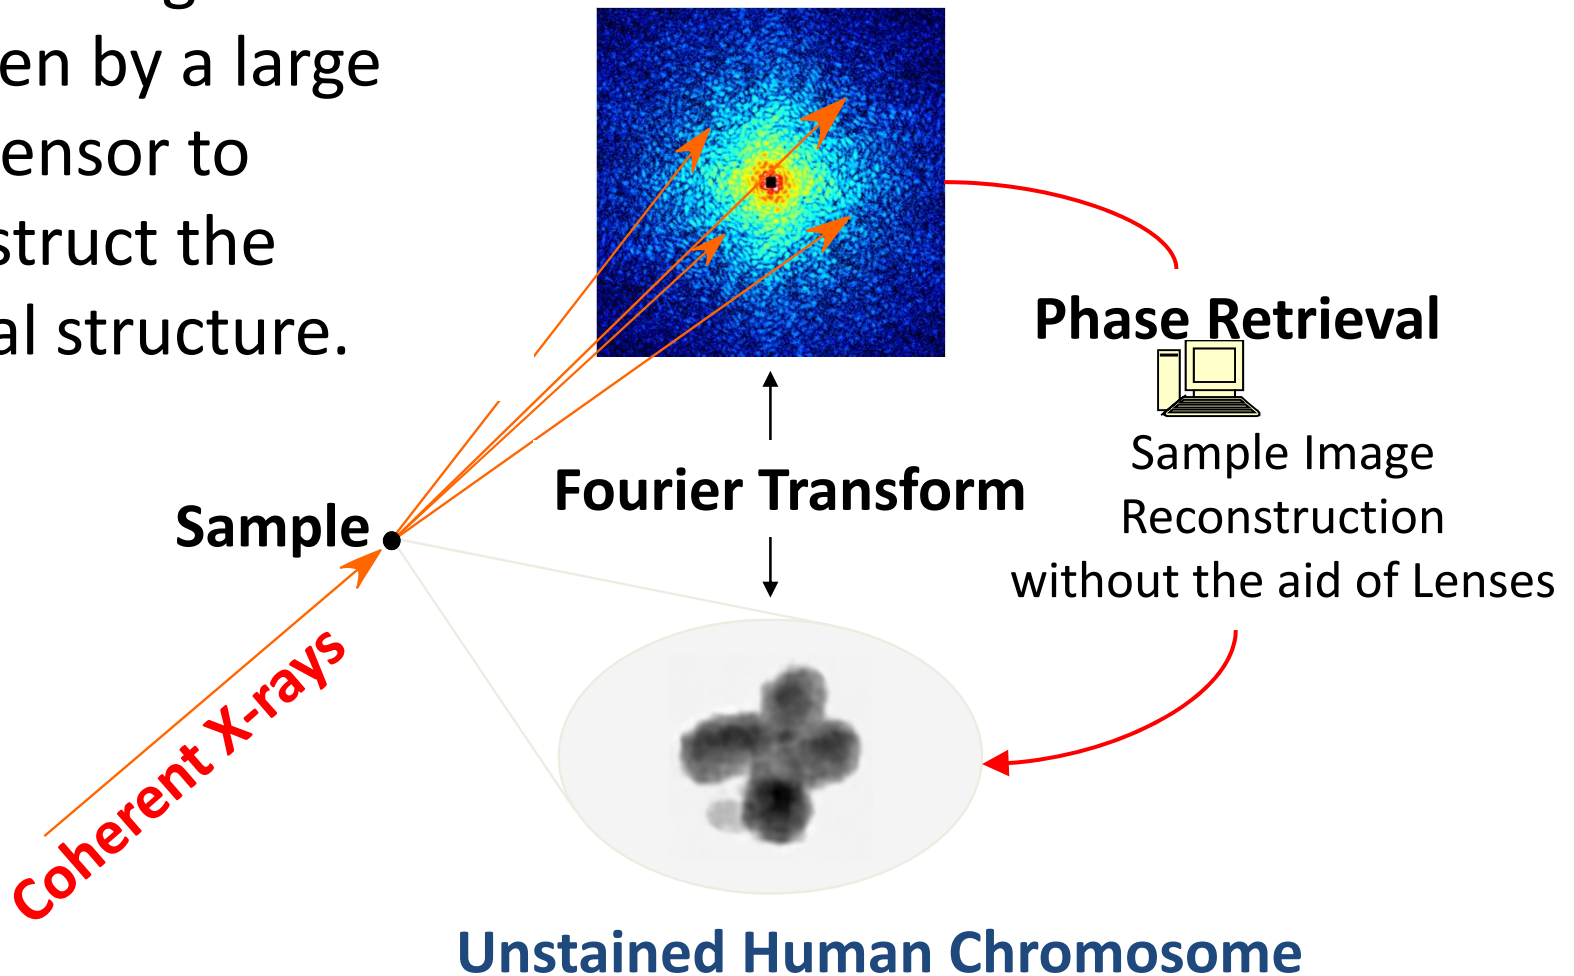 en by a large
ensor to
struct the
al structure.
Phase Retrieval
Sample Image
Reconstruction
without the aid of Lenses
Fourier Transform
Sample
Coherent X-rays
Unstained Human Chromosome